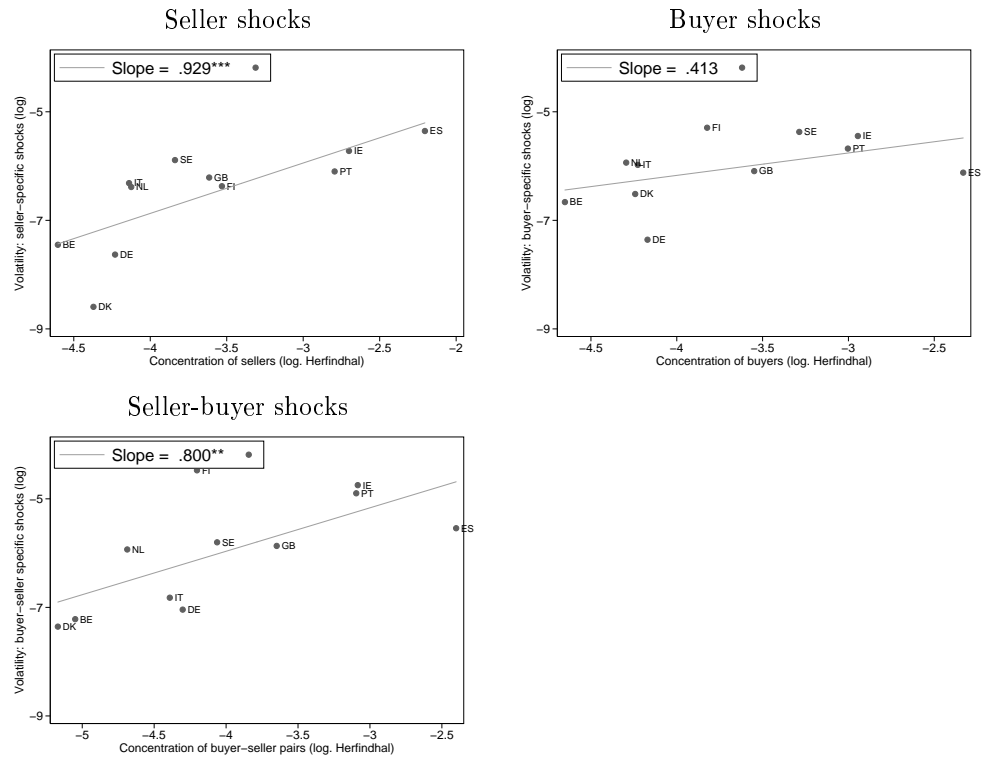 Seller shocks
Buyer shocks
Slope = .929***
−5
−7
−9
Volatility: seller−specific shocks (log)
ES
IE
PT
SE
GB
FI
IT
NL
BE
DE
DK
−4.5 −4 −3.5 −3 −2.5 −2
Concentration of sellers (log. Herfindhal)
Slope = .413
−5
−7
−9
Volatility: buyer−specific shocks (log)
FI
SE
IE
PT
NL
IT
GB
ES
DK
BE
DE
−4.5 −4 −3.5 −3 −2.5
Concentration of buyers (log. Herfindhal)
Seller-buyer shocks
Slope = .800**
−5
−7
−9
Volatility: buyer−seller specific shocks (log)
FI
IE
PT
ES
SE
GB
NL
IT
DE
BE
DK
−5 −4.5 −4 −3.5 −3 −2.5
Concentration of buyer−seller pairs (log. Herfindhal)